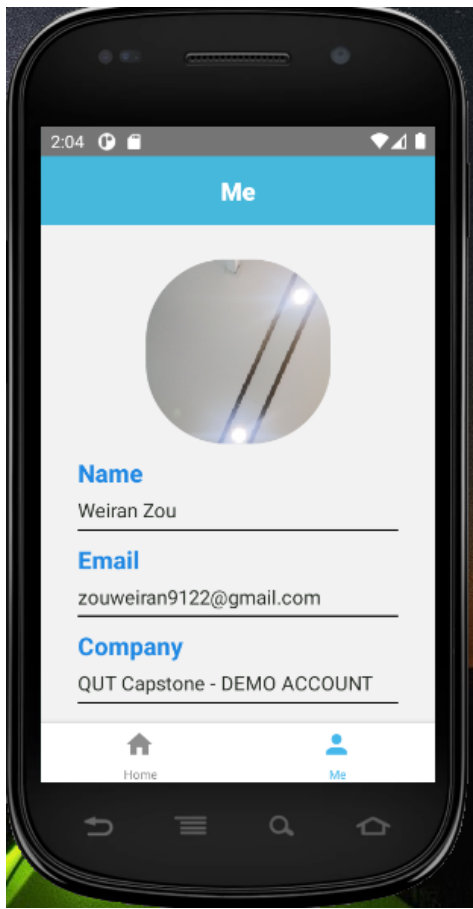 2:04
Me
Name
Weiran Zou
Email
zouweiran9122@gmail.com
Company
QUT Capstone - DEMO ACCOUNT
Home
Me